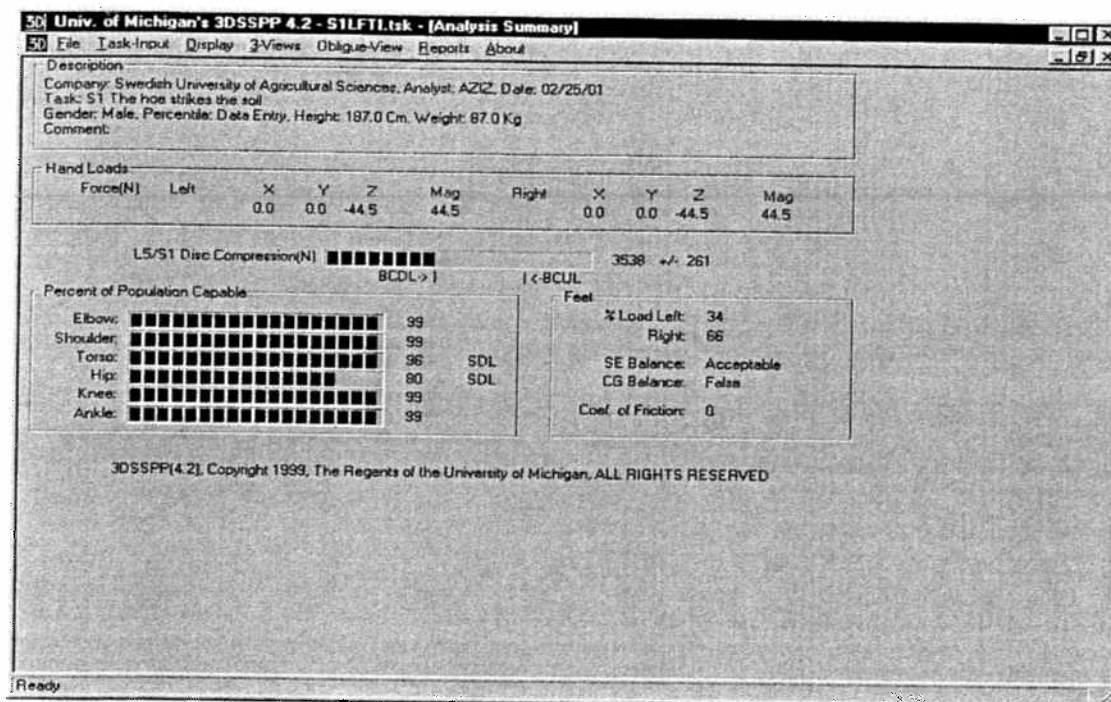 3D Univ. of Michigan's 3DSSPP 4.2 - S1LFTI.tsk - [Analysis Summary]
3D File Task-Input Display 3-Views Oblique-View Reports About
Description
Company: Swedish University of Agricultural Sciences, Analyst: AZIZ, Date: 02/25/01
Task: S1 The hoe strikes the soil
Gender: Male, Percentile: Data Entry, Height: 187.0 Cm, Weight: 87.0 Kg
Comment:
Hand Loads
Force(N) Left X Y Z Mag Right X Y Z Mag
0.0 0.0 -44.5 44.5 0.0 0.0 -44.5 44.5
L5/S1 Disc Compression(N) 3538 +/- 261
BCDL->| |<-BCUL
Percent of Population Capable
Elbow: 99
Shoulder: 99
Torso: 96 SDL
Hip: 80 SDL
Knee: 99
Ankle: 99
Feet
% Load Left: 34
Right: 66
SE Balance: Acceptable
CG Balance: False
Coef. of Friction: 0
3DSSPP(4.2), Copyright 1999, The Regents of the University of Michigan, ALL RIGHTS RESERVED
Ready